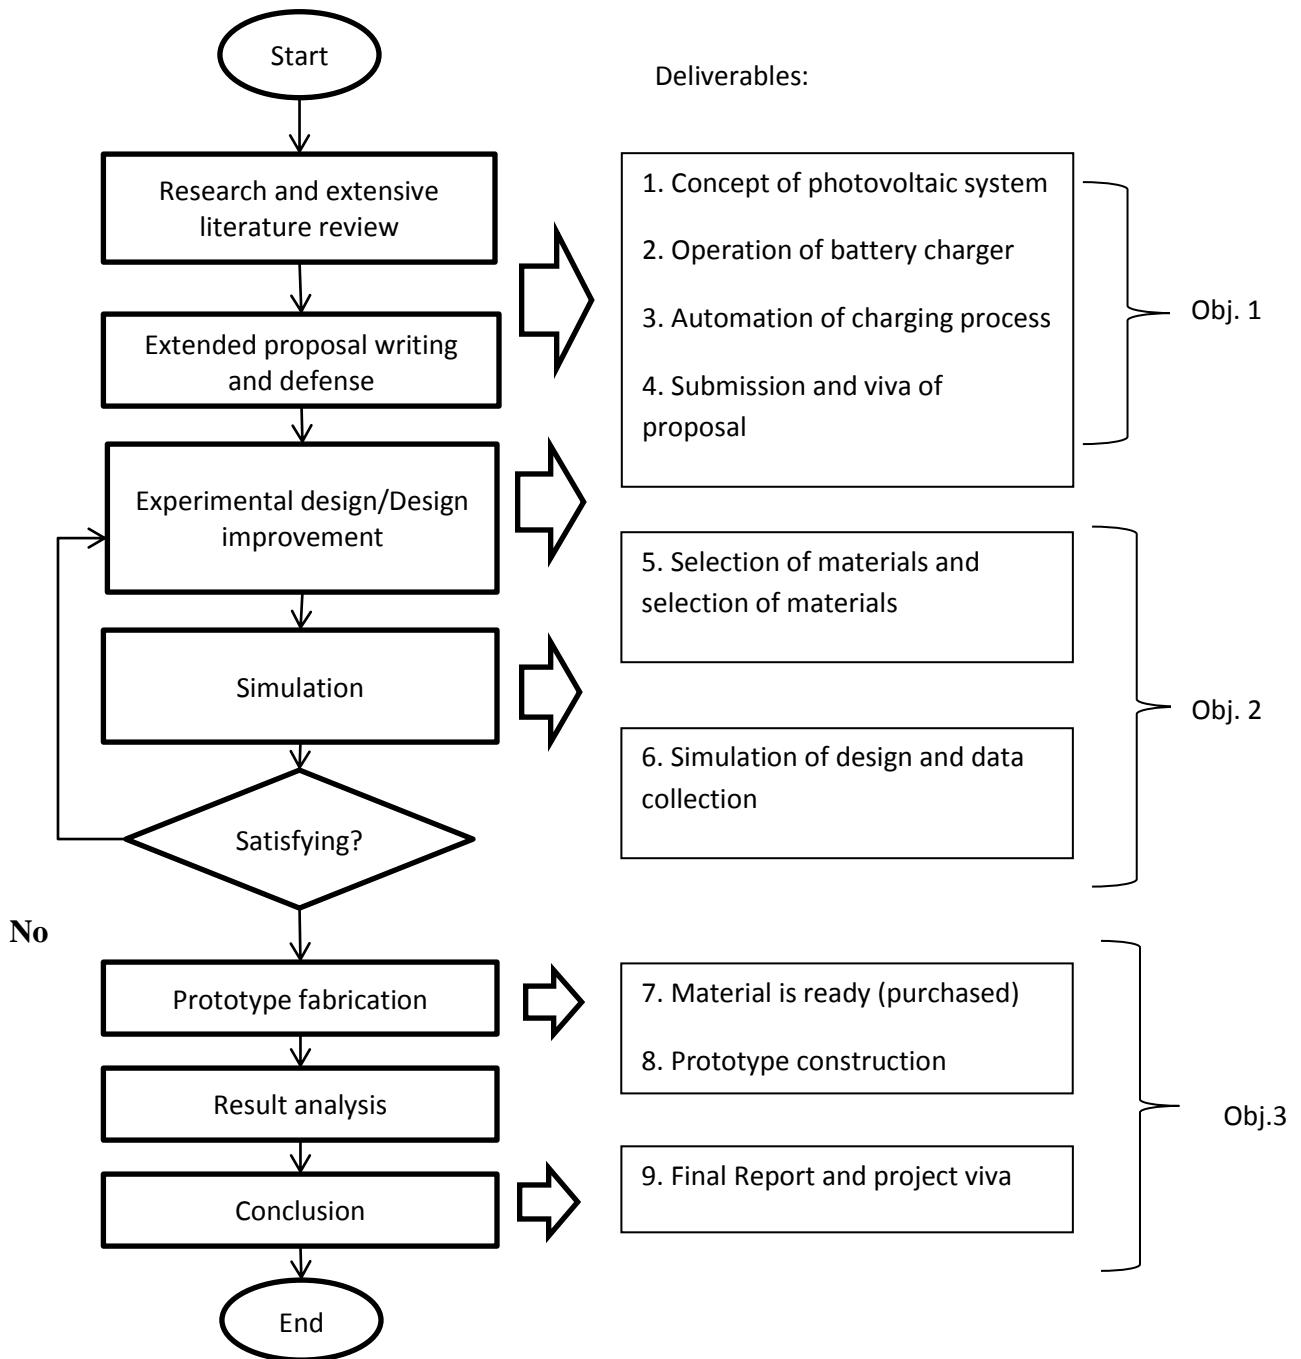 Start
Deliverables:
Research and extensive
literature review
Extended proposal writing
and defense
Experimental design/Design
improvement
Simulation
Satisfying?
No
Prototype fabrication
Result analysis
Conclusion
End
1. Concept of photovoltaic system
2. Operation of battery charger
3. Automation of charging process
4. Submission and viva of
proposal
Obj. 1
5. Selection of materials and
selection of materials
6. Simulation of design and data
collection
Obj. 2
7. Material is ready (purchased)
8. Prototype construction
9. Final Report and project viva
Obj.3